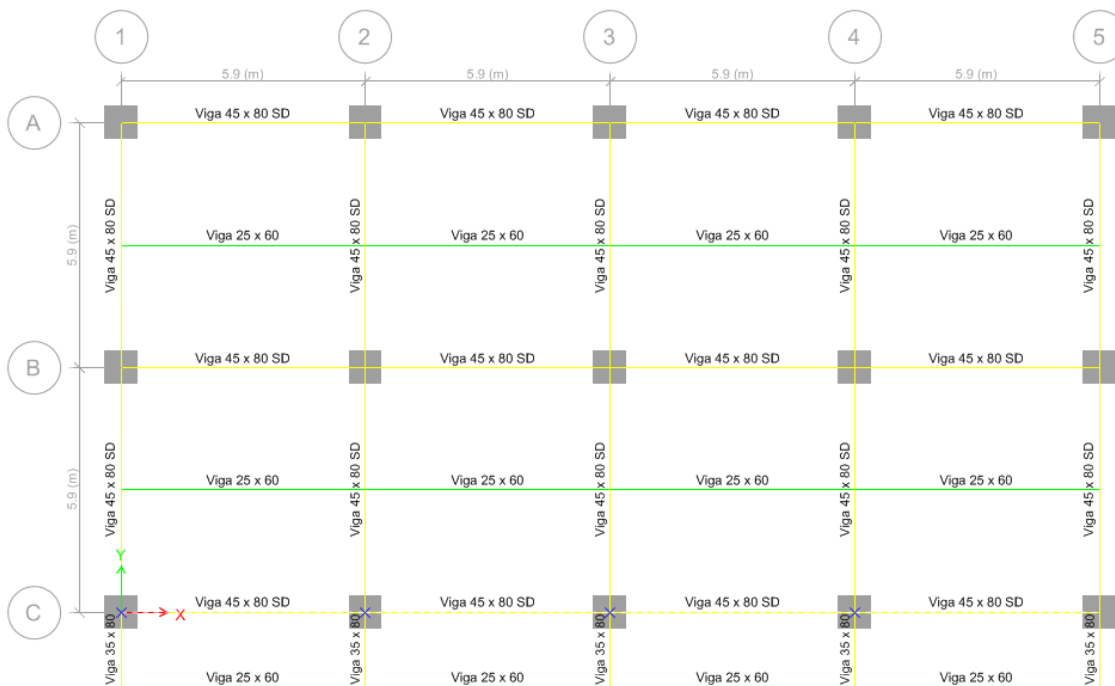 1 2 3 4 5
5.9 (m) 5.9 (m) 5.9 (m) 5.9 (m)
A
Viga 45 x 80 SD Viga 45 x 80 SD Viga 45 x 80 SD Viga 45 x 80 SD
5.9 (m)
Viga 45 x 80 SD Viga 45 x 80 SD Viga 45 x 80 SD Viga 45 x 80 SD Viga 45 x 80 SD
Viga 25 x 60 Viga 25 x 60 Viga 25 x 60 Viga 25 x 60
B
Viga 45 x 80 SD Viga 45 x 80 SD Viga 45 x 80 SD Viga 45 x 80 SD
5.9 (m)
Viga 45 x 80 SD Viga 45 x 80 SD Viga 45 x 80 SD Viga 45 x 80 SD Viga 45 x 80 SD
Viga 25 x 60 Viga 25 x 60 Viga 25 x 60 Viga 25 x 60
Y
C
X
Viga 45 x 80 SD Viga 45 x 80 SD Viga 45 x 80 SD Viga 45 x 80 SD
Viga 35 x 80 Viga 35 x 80 Viga 35 x 80 Viga 35 x 80 Viga 35 x 80
Viga 25 x 60 Viga 25 x 60 Viga 25 x 60 Viga 25 x 60